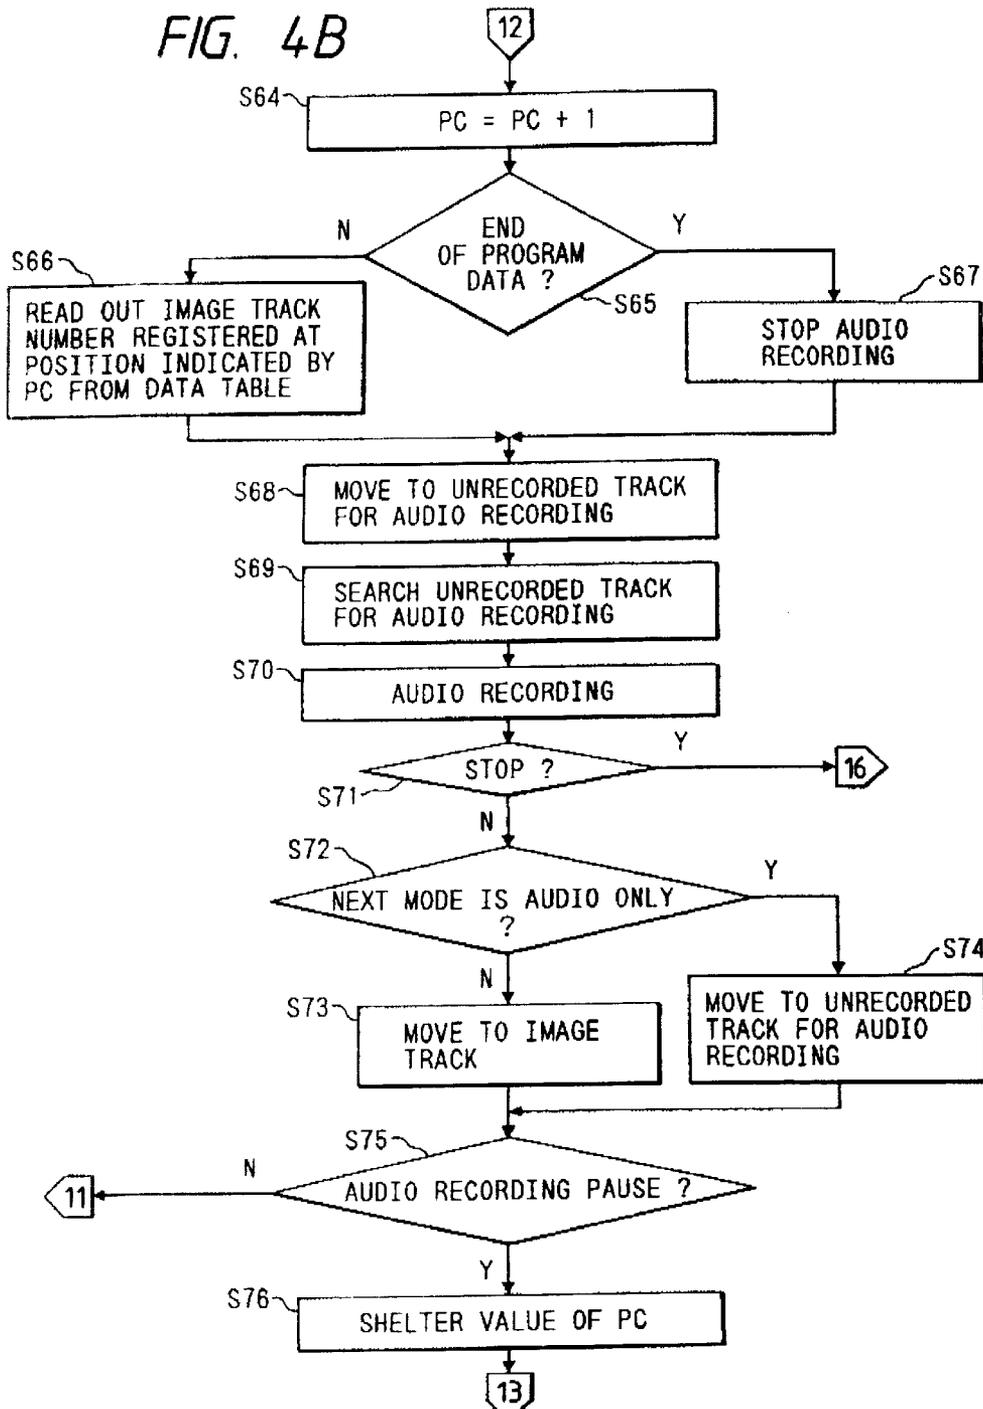 FIG. 4B
12
S64
PC = PC + 1
N
END
OF PROGRAM
DATA ?
Y
S65
S66
READ OUT IMAGE TRACK
NUMBER REGISTERED AT
POSITION INDICATED BY
PC FROM DATA TABLE
S67
STOP AUDIO
RECORDING
S68
MOVE TO UNRECORDED TRACK
FOR AUDIO RECORDING
S69
SEARCH UNRECORDED TRACK
FOR AUDIO RECORDING
S70
AUDIO RECORDING
STOP ?
Y
16
S71
N
S72
NEXT MODE IS AUDIO ONLY
?
Y
N
S73
MOVE TO IMAGE
TRACK
S74
MOVE TO UNRECORDED
TRACK FOR AUDIO
RECORDING
S75
N
11
AUDIO RECORDING PAUSE ?
Y
S76
SHELTER VALUE OF PC
13